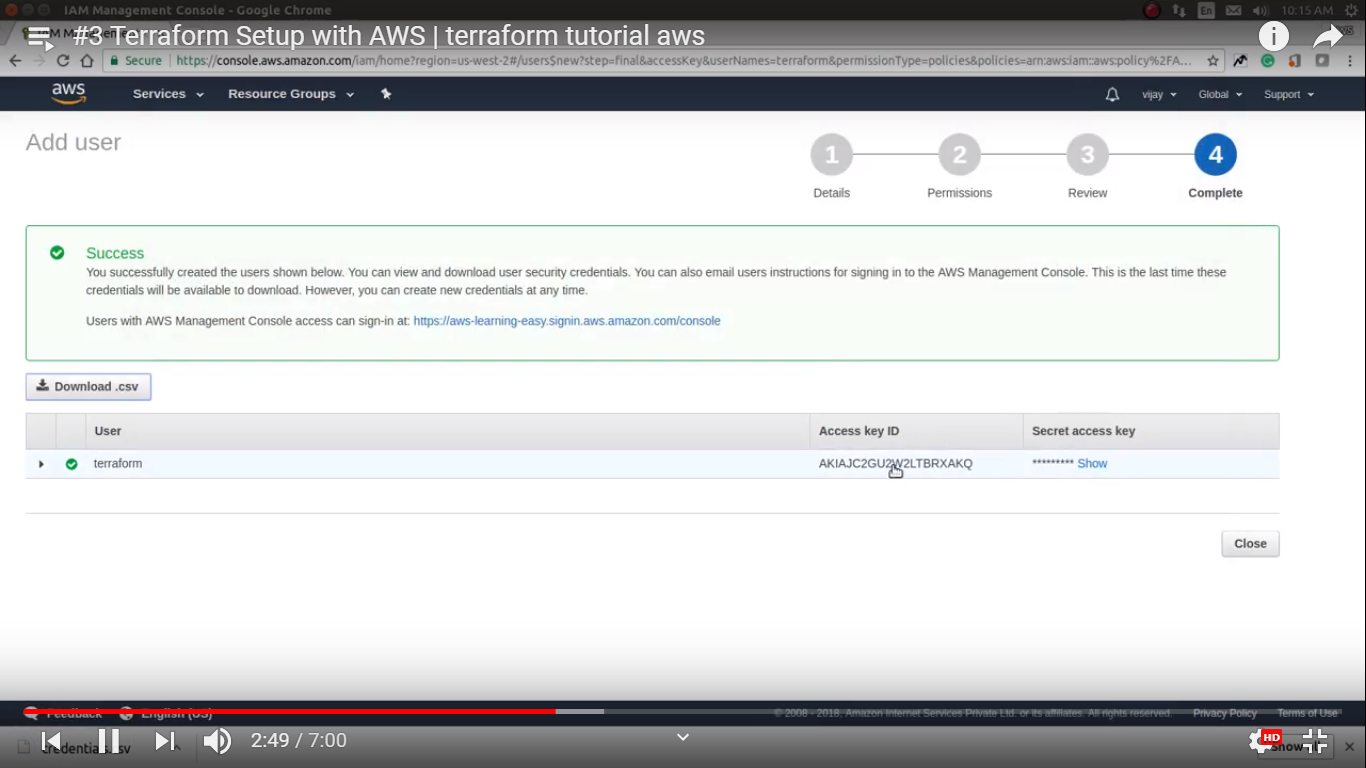 IAM Management Console - Google Chrome
En
10:15 AM
#3 Terraform Setup with AWS | terraform tutorial aws
Secure https://console.aws.amazon.com/iam/home?region=us-west-2#/users$new?step=final&accessKey&userNames=terraform&permissionType=policies&policies=arn:aws:iam::aws:policy%2FA...
aws Services Resource Groups vijay Global Support
Add user
1 2 3 4
Details Permissions Review Complete
Success
You successfully created the users shown below. You can view and download user security credentials. You can also email users instructions for signing in to the AWS Management Console. This is the last time these
credentials will be available to download. However, you can create new credentials at any time.
Users with AWS Management Console access can sign-in at: https://aws-learning-easy.signin.aws.amazon.com/console
Download .csv
User Access key ID Secret access key
terraform AKIAJC2GU2W2LTBRXAKQ ********* Show
Close
Feedback English (US) © 2008 - 2018, Amazon Internet Services Private Ltd. or its affiliates. All rights reserved. Privacy Policy Terms of Use
credentials.csv 2:49 / 7:00 HD Show all